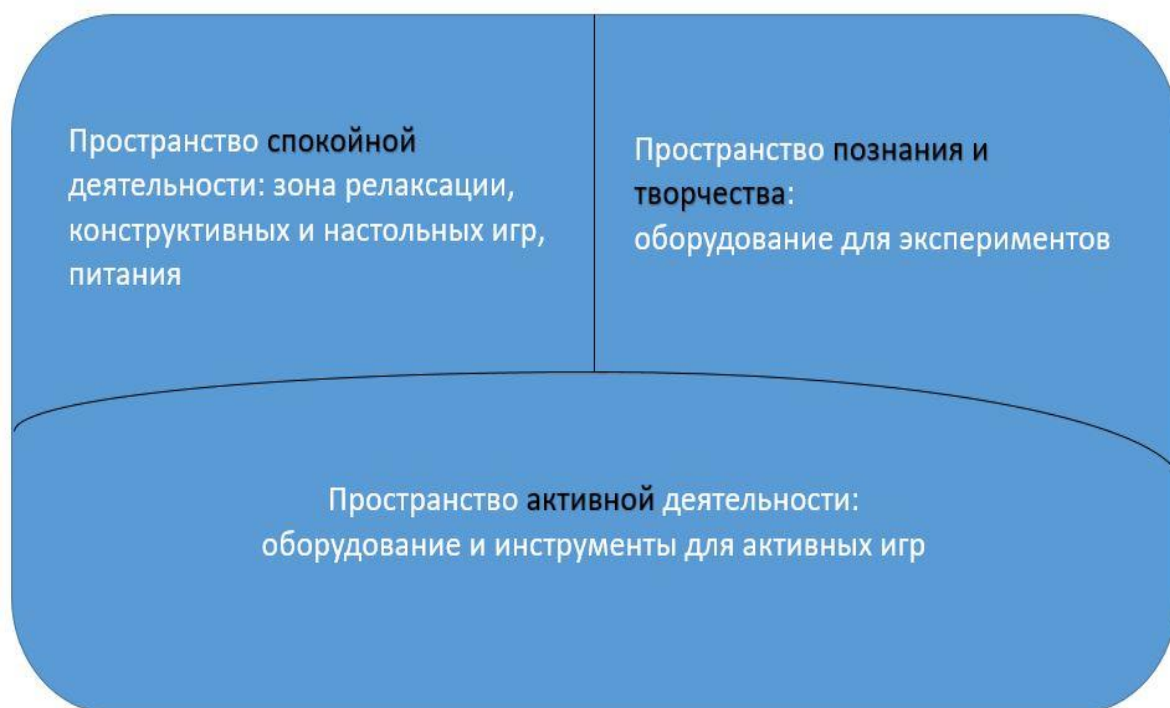 Пространство спокойной
деятельности: зона релаксации,
конструктивных и настольных игр,
питания
Пространство познания и
творчества:
оборудование для экспериментов
Пространство активной деятельности:
оборудование и инструменты для активных игр